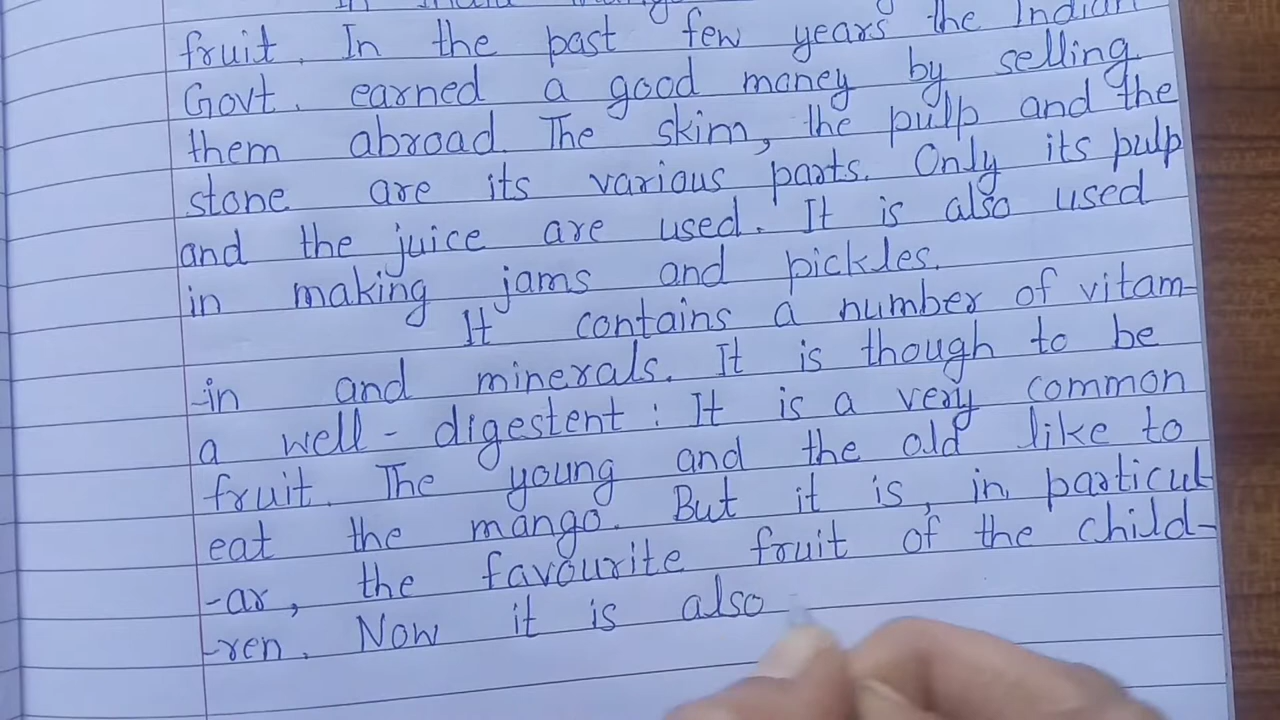 In India mango
fruit. In the past few years the Indian
Govt. earned a good money by selling
them abroad. The skim, the pulp and the
stone are its various parts. Only its pulp
and the juice are used. It is also used
in making jams and pickles.
It contains a number of vitam-
-in and minerals. It is though to be
a well - digestent : It is a very common
fruit. The young and the old like to
eat the mango. But it is, in particul-
-ar, the favourite fruit of the child-
-ren. Now it is also